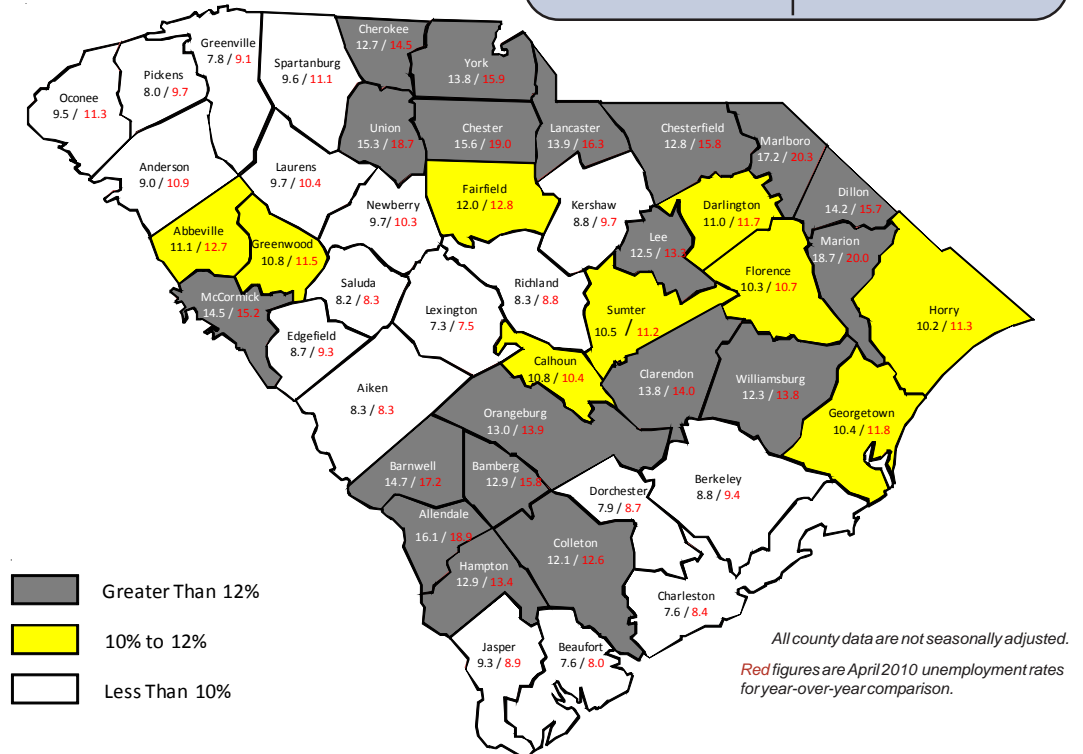 Cherokee
12.7 / 14.5
Greenville
7.8 / 9.1
York
13.8 / 15.9
Spartanburg
9.6 / 11.1
Pickens
8.0 / 9.7
Oconee
9.5 / 11.3
Union
15.3 / 18.7
Chester
15.6 / 19.0
Lancaster
13.9 / 16.3
Chesterfield
12.8 / 15.8
Marlboro
17.2 / 20.3
Anderson
9.0 / 10.9
Laurens
9.7 / 10.4
Dillon
14.2 / 15.7
Fairfield
12.0 / 12.8
Newberry
9.7/ 10.3
Kershaw
8.8 / 9.7
Darlington
11.0 / 11.7
Abbeville
11.1 / 12.7
Greenwood
10.8 / 11.5
Lee
12.5 / 13.2
Marion
18.7 / 20.0
Florence
10.3 / 10.7
Saluda
8.2 / 8.3
Richland
8.3 / 8.8
McCormick
14.5 / 15.2
Lexington
7.3 / 7.5
Sumter
10.5 / 11.2
Horry
10.2 / 11.3
Edgefield
8.7 / 9.3
Calhoun
10.8 / 10.4
Clarendon
13.8 / 14.0
Williamsburg
12.3 / 13.8
Aiken
8.3 / 8.3
Orangeburg
13.0 / 13.9
Georgetown
10.4 / 11.8
Barnwell
14.7 / 17.2
Bamberg
12.9 / 15.8
Berkeley
8.8 / 9.4
Dorchester
7.9 / 8.7
Allendale
16.1 / 18.9
Colleton
12.1 / 12.6
Hampton
12.9 / 13.4
Charleston
7.6 / 8.4
Jasper
9.3 / 8.9
Beaufort
7.6 / 8.0
Greater Than 12%
10% to 12%
Less Than 10%
All county data are not seasonally adjusted.
Red figures are April 2010 unemployment rates
for year-over-year comparison.